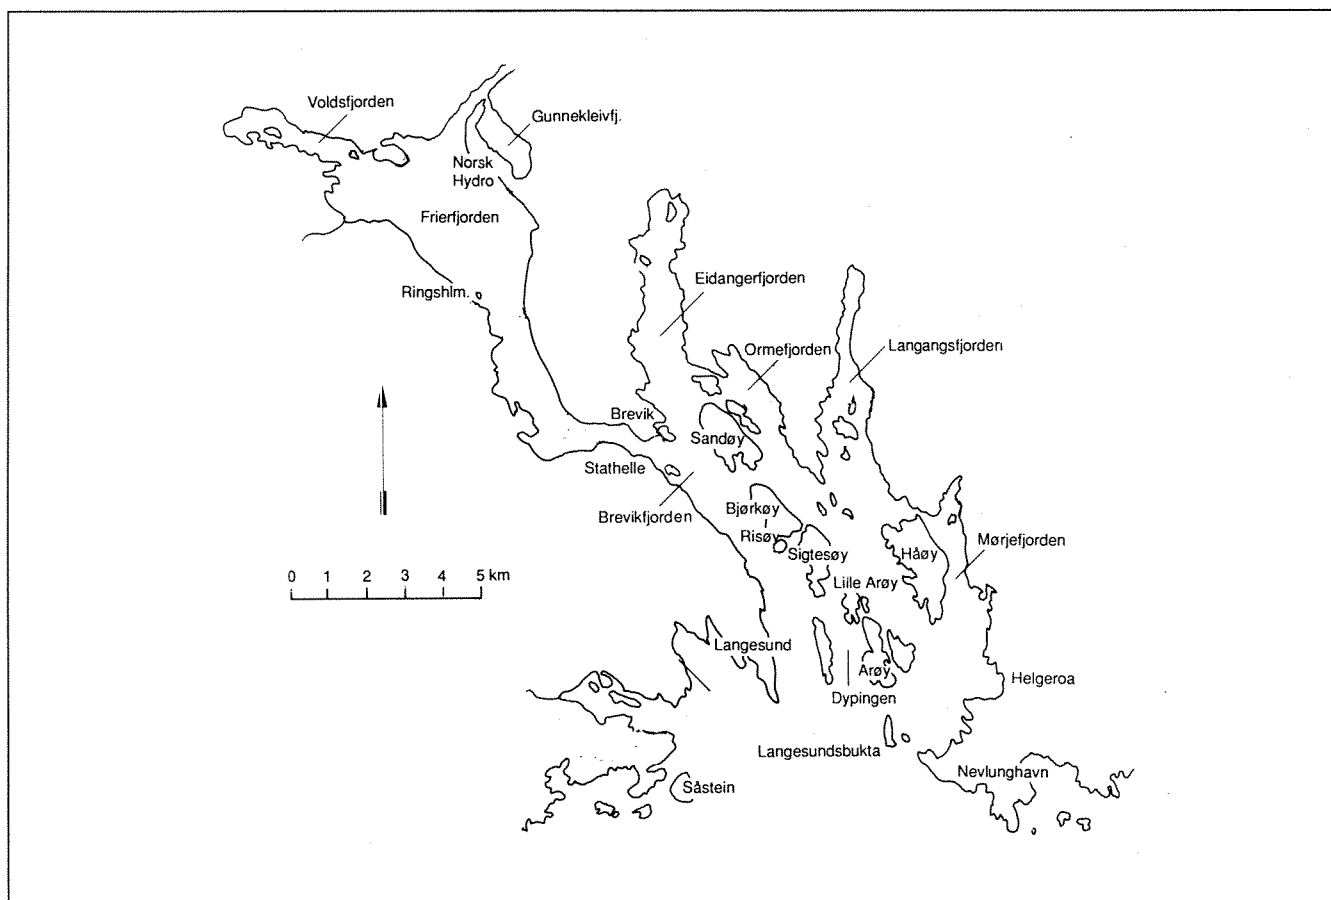 Voldsfjorden
Gunnekleivfj.
Norsk
Hydro
Frierfjorden
Ringshlm.
Eidangerfjorden
Ormefjorden
Langangsfjorden
Brevik
Sandøy
Stathelle
Brevikfjorden
Bjørkøy
Risøy
Sigtesøy
Håøy
Mørjefjorden
0 1 2 3 4 5 km
Lille Arøy
Langesund
Arøy
Helgeroa
Dypingen
Langesundsbukta
Nevlunghavn
Såstein